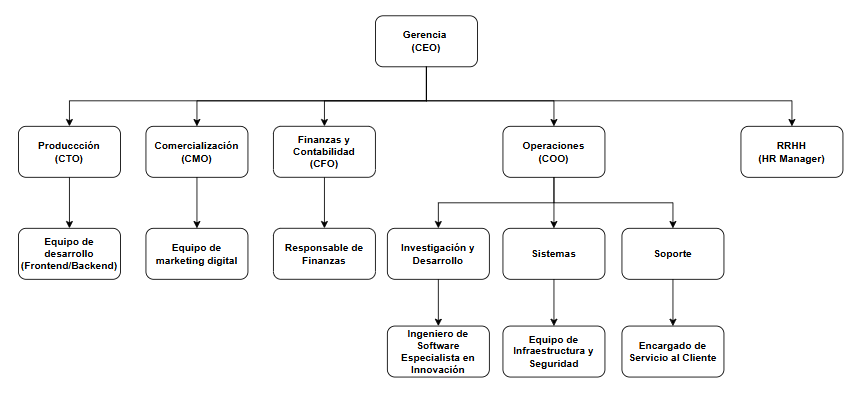 Gerencia
(CEO)
Produccción
(CTO)
Comercialización
(CMO)
Finanzas y
Contabilidad
(CFO)
Operaciones
(COO)
RRHH
(HR Manager)
Equipo de
desarrollo
(Frontend/Backend)
Equipo de
marketing digital
Responsable de
Finanzas
Investigación y
Desarrollo
Sistemas
Soporte
Ingeniero de
Software
Especialista en
Innovación
Equipo de
Infraestructura y
Seguridad
Encargado de
Servicio al Cliente